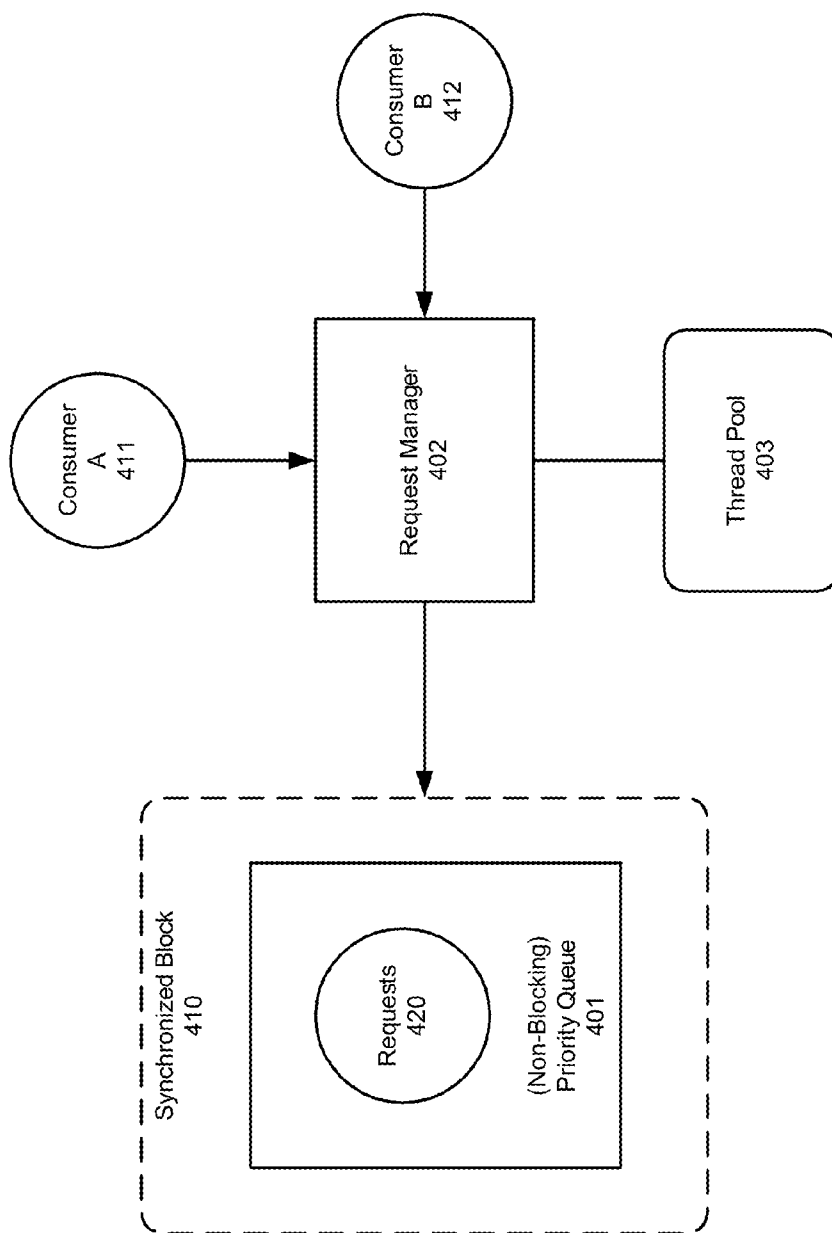 Consumer
A
411
Consumer
B
412
Request Manager
402
Thread Pool
403
Synchronized Block
410
Requests
420
(Non-Blocking)
Priority Queue
401